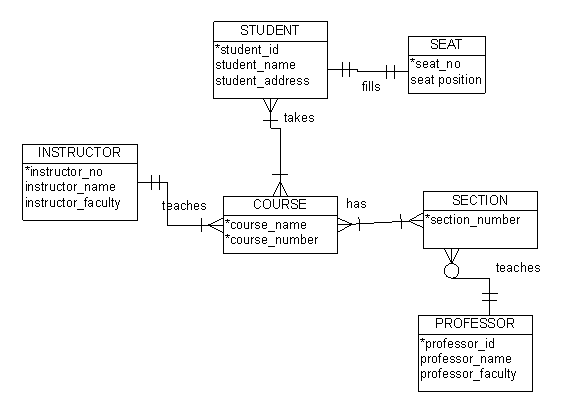 STUDENT
*student_id
student_name
student_address
SEAT
*seat_no
seat position
fills
takes
INSTRUCTOR
*instructor_no
instructor_name
instructor_faculty
teaches
COURSE
*course_name
*course_number
has
SECTION
*section_number
teaches
PROFESSOR
*professor_id
professor_name
professor_faculty